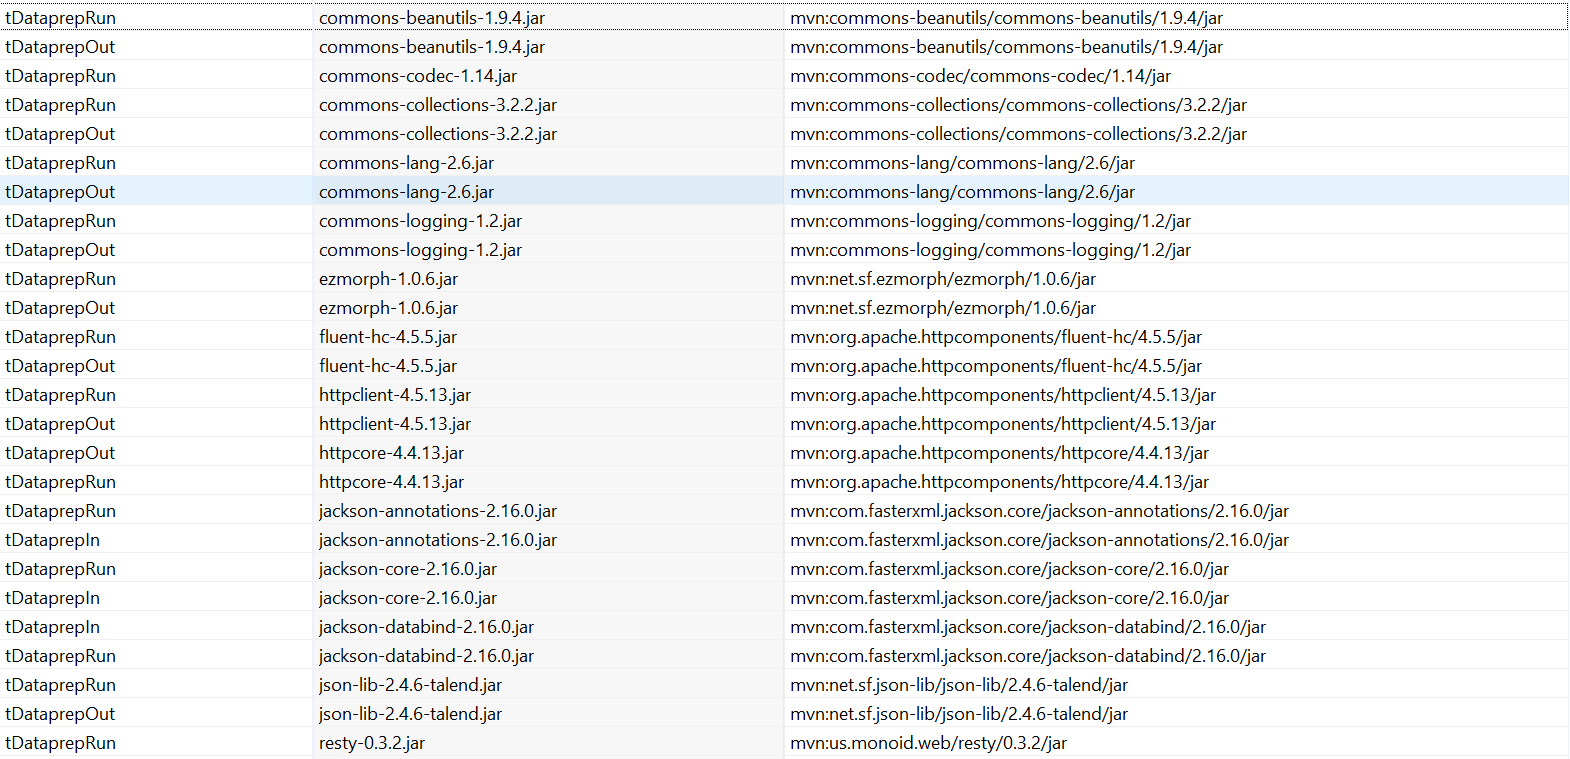 tDataprepRun commons-beanutils-1.9.4.jar mvn:commons-beanutils/commons-beanutils/1.9.4/jar
tDataprepOut commons-beanutils-1.9.4.jar mvn:commons-beanutils/commons-beanutils/1.9.4/jar
tDataprepRun commons-codec-1.14.jar mvn:commons-codec/commons-codec/1.14/jar
tDataprepRun commons-collections-3.2.2.jar mvn:commons-collections/commons-collections/3.2.2/jar
tDataprepOut commons-collections-3.2.2.jar mvn:commons-collections/commons-collections/3.2.2/jar
tDataprepRun commons-lang-2.6.jar mvn:commons-lang/commons-lang/2.6/jar
tDataprepOut commons-lang-2.6.jar mvn:commons-lang/commons-lang/2.6/jar
tDataprepRun commons-logging-1.2.jar mvn:commons-logging/commons-logging/1.2/jar
tDataprepOut commons-logging-1.2.jar mvn:commons-logging/commons-logging/1.2/jar
tDataprepRun ezmorph-1.0.6.jar mvn:net.sf.ezmorph/ezmorph/1.0.6/jar
tDataprepOut ezmorph-1.0.6.jar mvn:net.sf.ezmorph/ezmorph/1.0.6/jar
tDataprepRun fluent-hc-4.5.5.jar mvn:org.apache.httpcomponents/fluent-hc/4.5.5/jar
tDataprepOut fluent-hc-4.5.5.jar mvn:org.apache.httpcomponents/fluent-hc/4.5.5/jar
tDataprepRun httpclient-4.5.13.jar mvn:org.apache.httpcomponents/httpclient/4.5.13/jar
tDataprepOut httpclient-4.5.13.jar mvn:org.apache.httpcomponents/httpclient/4.5.13/jar
tDataprepOut httpcore-4.4.13.jar mvn:org.apache.httpcomponents/httpcore/4.4.13/jar
tDataprepRun httpcore-4.4.13.jar mvn:org.apache.httpcomponents/httpcore/4.4.13/jar
tDataprepRun jackson-annotations-2.16.0.jar mvn:com.fasterxml.jackson.core/jackson-annotations/2.16.0/jar
tDataprepIn jackson-annotations-2.16.0.jar mvn:com.fasterxml.jackson.core/jackson-annotations/2.16.0/jar
tDataprepRun jackson-core-2.16.0.jar mvn:com.fasterxml.jackson.core/jackson-core/2.16.0/jar
tDataprepIn jackson-core-2.16.0.jar mvn:com.fasterxml.jackson.core/jackson-core/2.16.0/jar
tDataprepIn jackson-databind-2.16.0.jar mvn:com.fasterxml.jackson.core/jackson-databind/2.16.0/jar
tDataprepRun jackson-databind-2.16.0.jar mvn:com.fasterxml.jackson.core/jackson-databind/2.16.0/jar
tDataprepRun json-lib-2.4.6-talend.jar mvn:net.sf.json-lib/json-lib/2.4.6-talend/jar
tDataprepOut json-lib-2.4.6-talend.jar mvn:net.sf.json-lib/json-lib/2.4.6-talend/jar
tDataprepRun resty-0.3.2.jar mvn:us.monoid.web/resty/0.3.2/jar